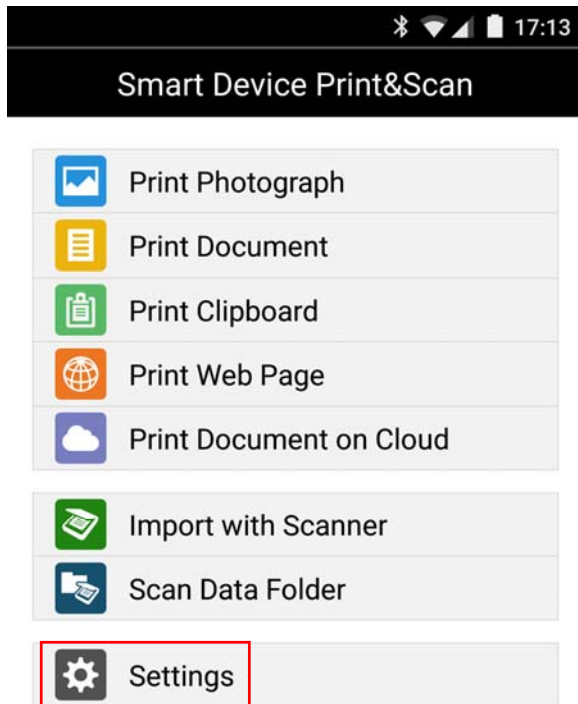 17:13
Smart Device Print&Scan
Print Photograph
Print Document
Print Clipboard
Print Web Page
Print Document on Cloud
Import with Scanner
Scan Data Folder
Settings